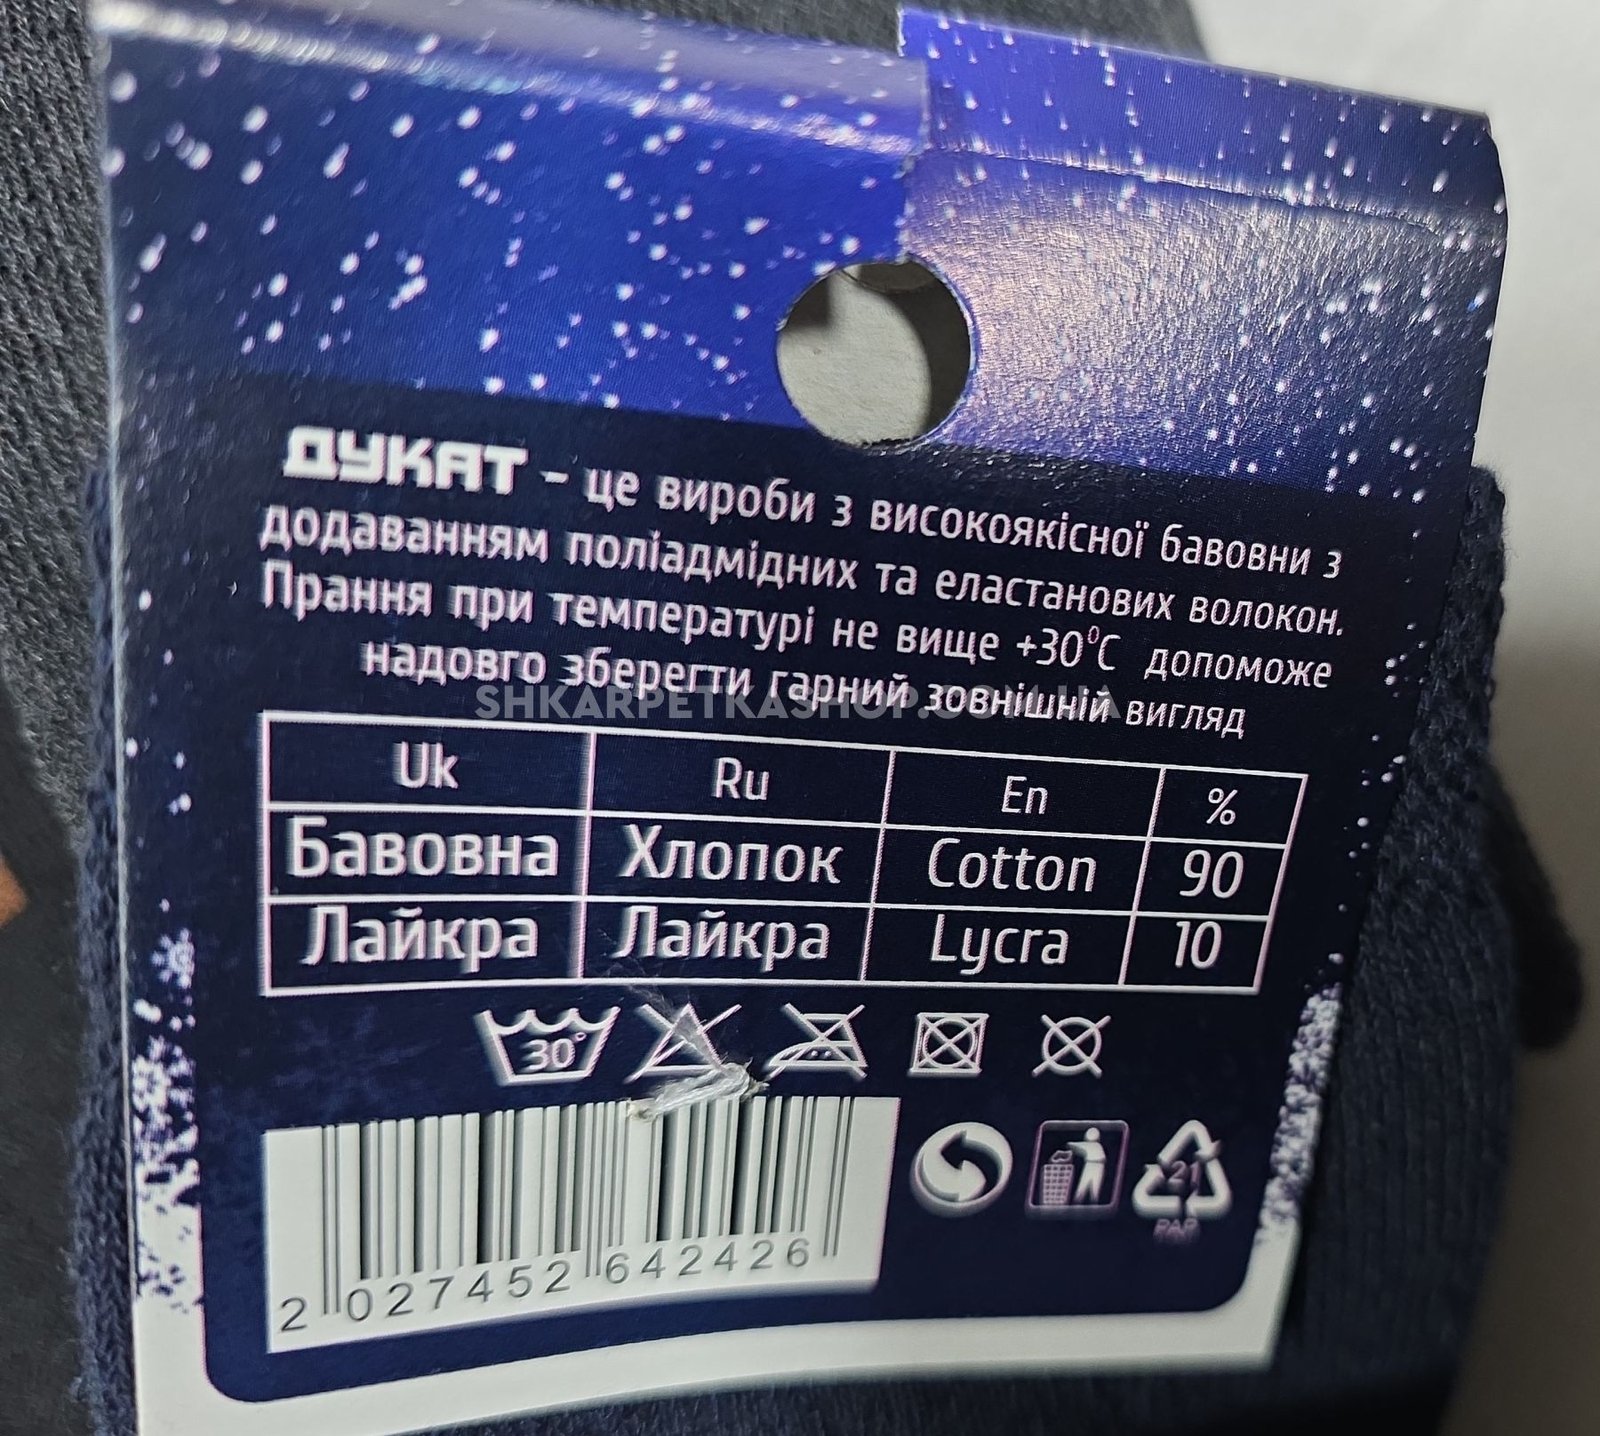 ДУКАТ - це вироби з високоякісної бавовни з
додаванням поліадмідних та еластанових волокон.
Прання при температурі не вище +30°C допоможе
надовго зберегти гарний зовнішній вигляд
SHKARPETKASHOP.COM.UA
Uk Ru En %
Бавовна Хлопок Cotton 90
Лайкра Лайкра Lycra 10
30°
2 027452 642426
21
PAP